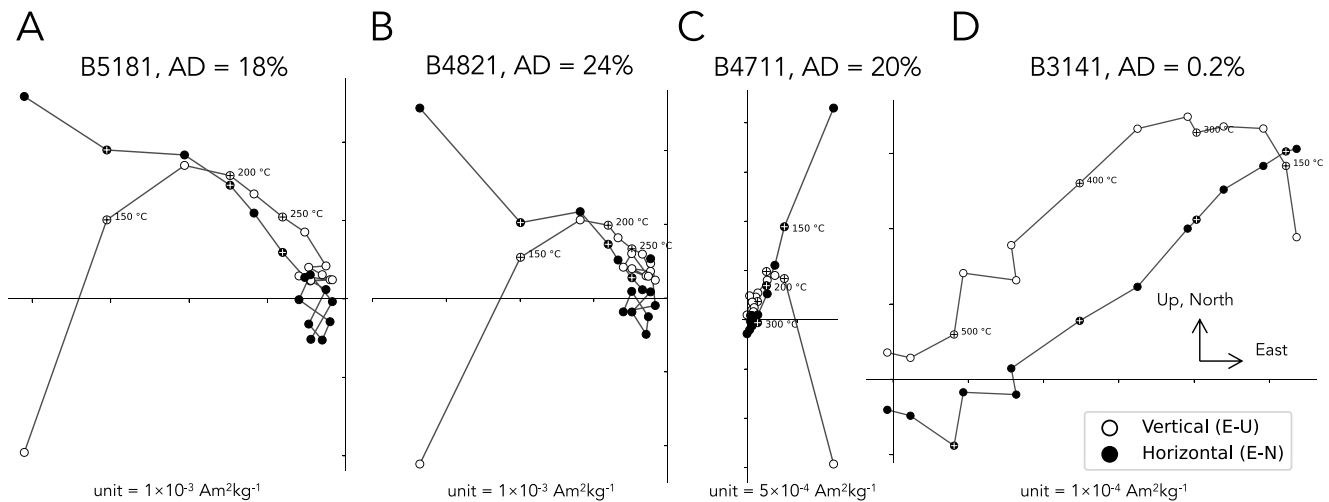 A
B5181, AD = 18%
150 °C
200 °C
250 °C
unit = 1×10⁻³ Am²kg⁻¹
B
B4821, AD = 24%
150 °C
200 °C
250 °C
unit = 1×10⁻³ Am²kg⁻¹
C
B4711, AD = 20%
150 °C
200 °C
300 °C
unit = 5×10⁻⁴ Am²kg⁻¹
D
B3141, AD = 0.2%
300 °C
150 °C
400 °C
500 °C
Up, North
East
Vertical (E-U)
Horizontal (E-N)
unit = 1×10⁻⁴ Am²kg⁻¹